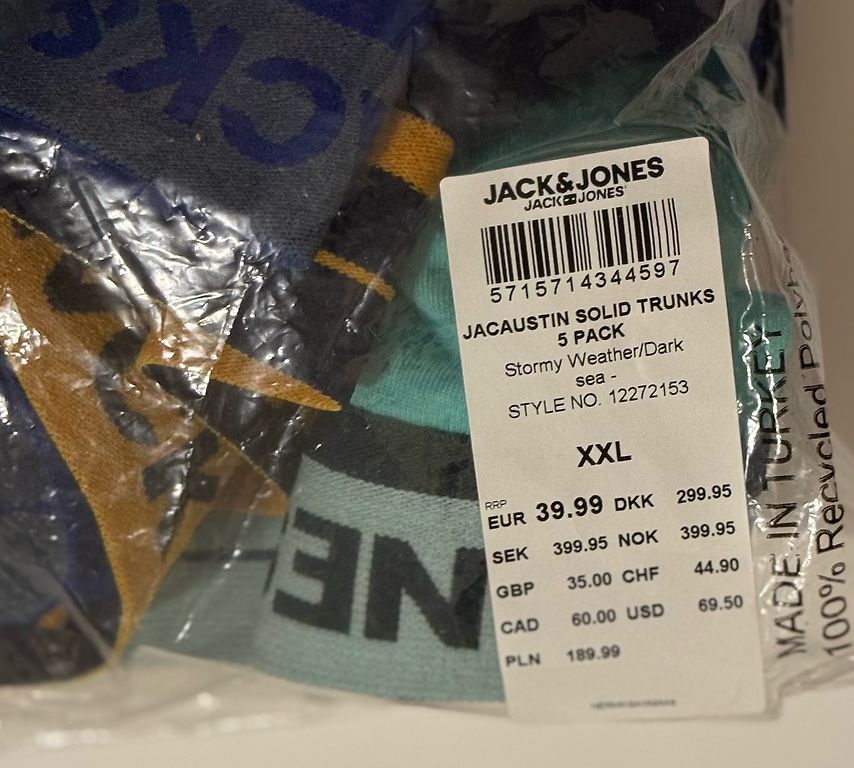 CK
JACK&JONES
JACK JONES
5715714344597
JACAUSTIN SOLID TRUNKS
5 PACK
Stormy Weather/Dark
sea -
STYLE NO. 12272153
XXL
RRP
EUR 39.99 DKK 299.95
SEK 399.95 NOK 399.95
GBP 35.00 CHF 44.90
CAD 60.00 USD 69.50
PLN 189.99
NE
MADE IN TURKEY
100% Recycled